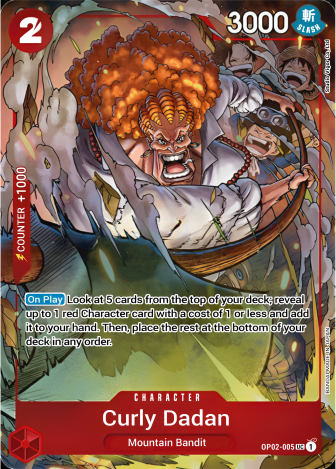 2
3000
斬
SLASH
COUNTER +1000
On Play Look at 5 cards from the top of your deck; reveal
up to 1 red Character card with a cost of 1 or less and add
it to your hand. Then, place the rest at the bottom of your
deck in any order.
CHARACTER
Curly Dadan
Mountain Bandit
OP02-005 UC 1